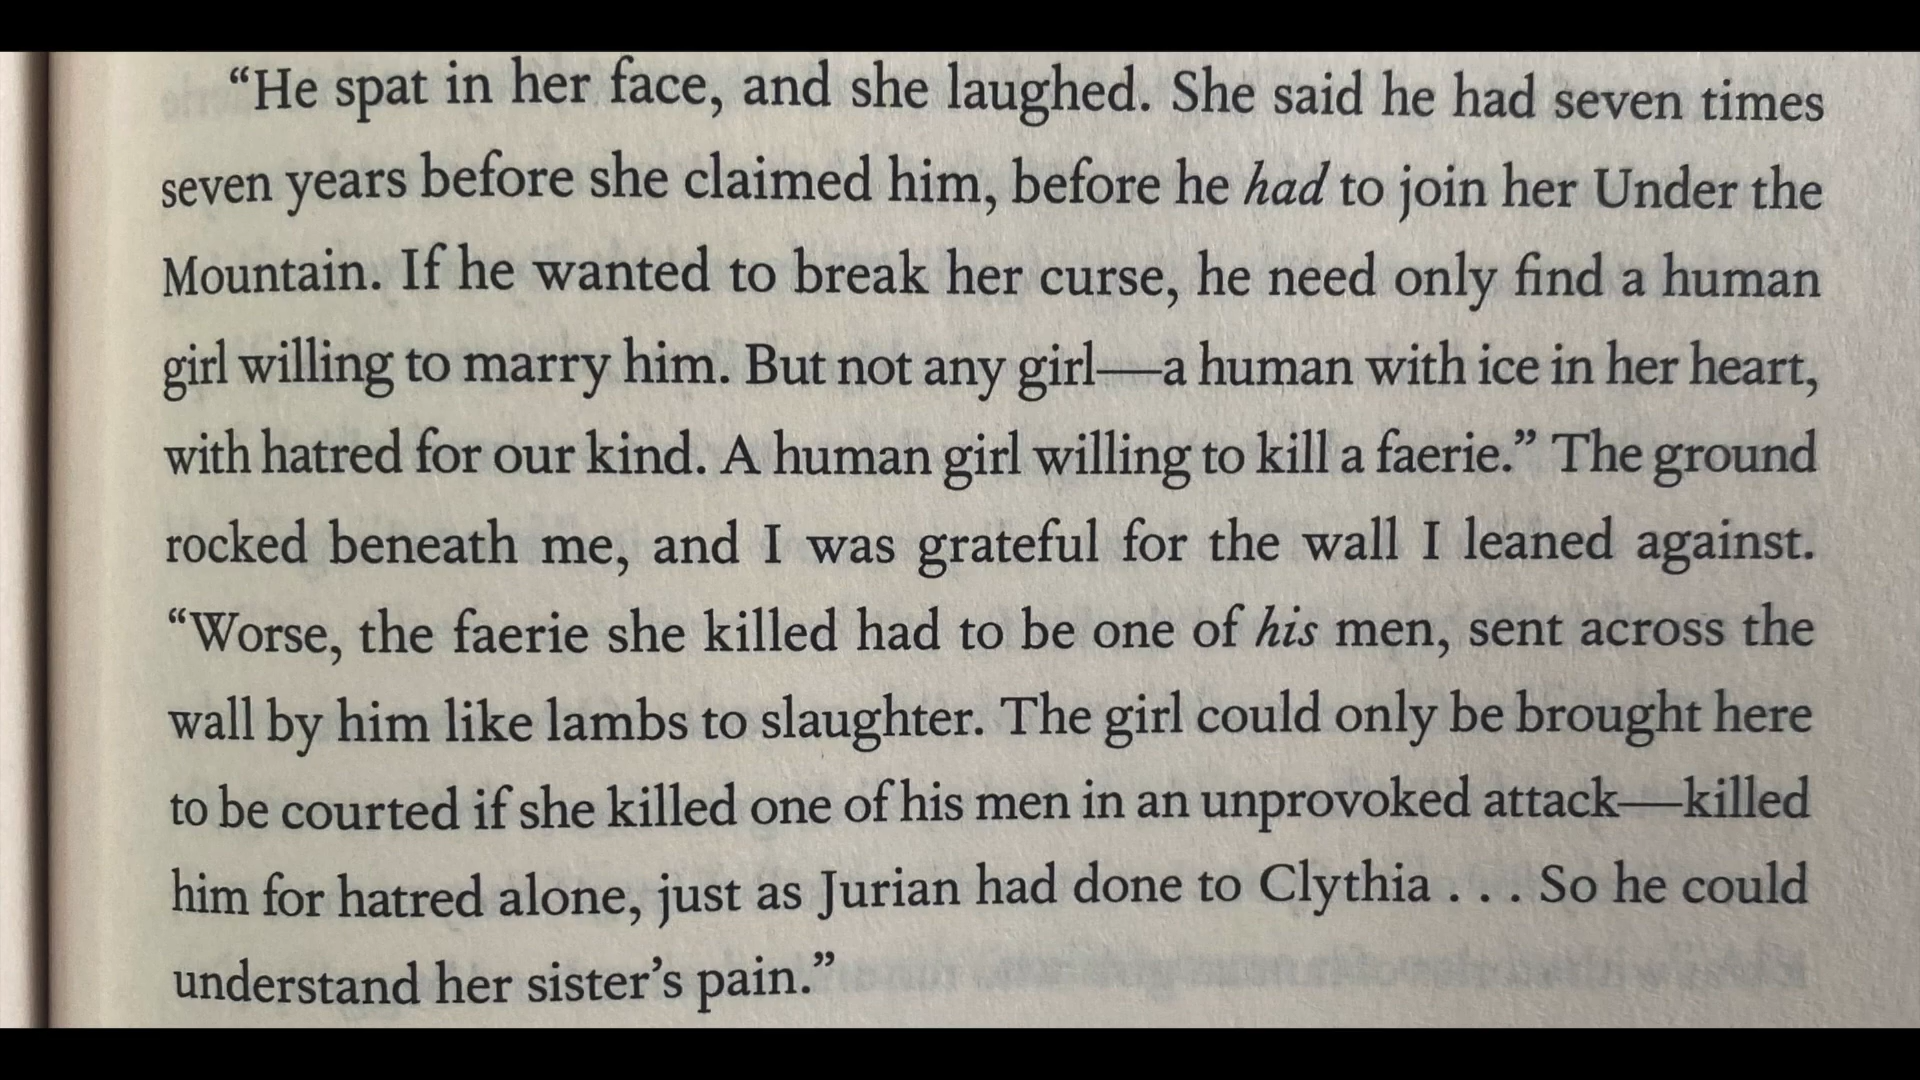 “He spat in her face, and she laughed. She said he had seven times
seven years before she claimed him, before he had to join her Under the
Mountain. If he wanted to break her curse, he need only find a human
girl willing to marry him. But not any girl—a human with ice in her heart,
with hatred for our kind. A human girl willing to kill a faerie.” The ground
rocked beneath me, and I was grateful for the wall I leaned against.
“Worse, the faerie she killed had to be one of his men, sent across the
wall by him like lambs to slaughter. The girl could only be brought here
to be courted if she killed one of his men in an unprovoked attack—killed
him for hatred alone, just as Jurian had done to Clythia . . . So he could
understand her sister’s pain.”